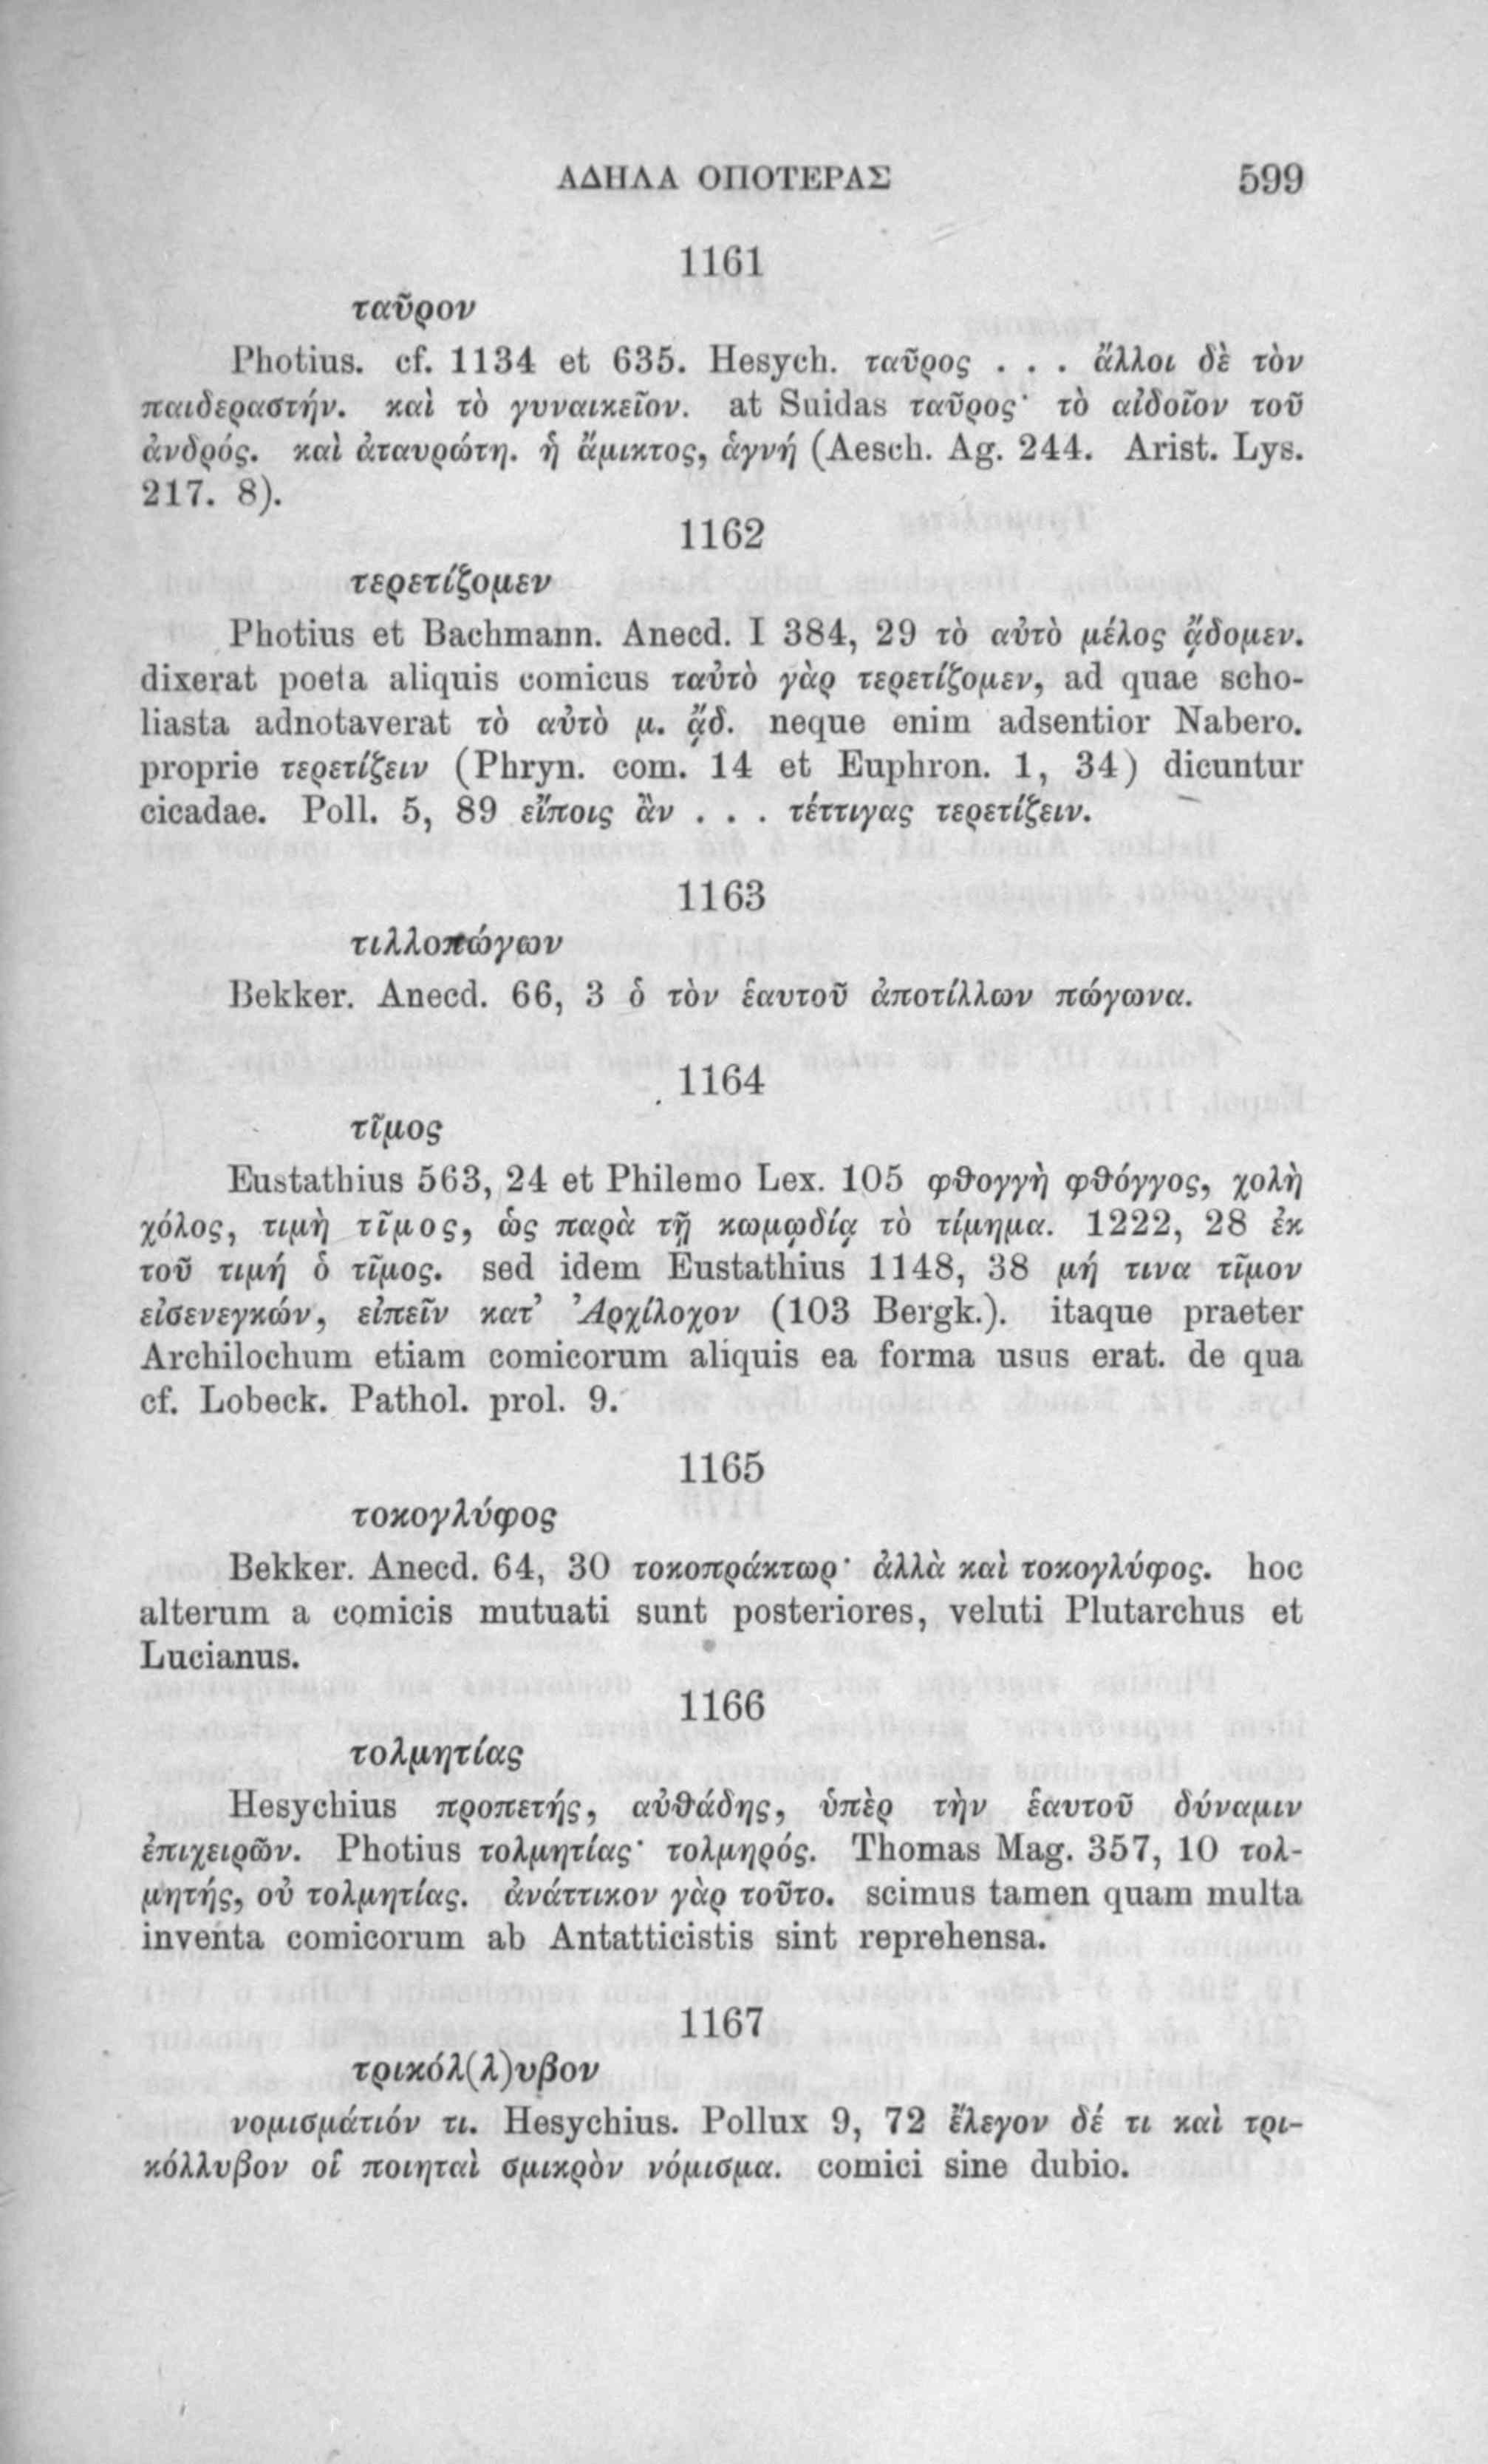 ΑΔΗΛΑ ΟΠΟΤΕΡΑΣ 599
1161
ταῦρον
Photius. cf. 1134 et 635. Hesych. ταῦρος . . . ἄλλοι δὲ τὸν
παιδεραστήν. καὶ τὸ γυναικεῖον. at Suidas ταῦρος· τὸ αἰδοῖον τοῦ
ἀνδρός. καὶ ἀταυρώτη. ἡ ἄμικτος, ἁγνή (Aesch. Ag. 244. Arist. Lys.
217. 8).
1162
τερετίζομεν
Photius et Bachmann. Anecd. I 384, 29 τὸ αὐτὸ μέλος ᾄδομεν.
dixerat poeta aliquis comicus ταὐτὸ γὰρ τερετίζομεν, ad quae scho-
liasta adnotaverat τὸ αὐτὸ μ. ᾄδ. neque enim adsentior Nabero.
proprie τερετίζειν (Phryn. com. 14 et Euphron. 1, 34) dicuntur
cicadae. Poll. 5, 89 εἴποις ἂν . . . τέττιγας τερετίζειν.
1163
τιλλοπώγων
Bekker. Anecd. 66, 3 ὁ τὸν ἑαυτοῦ ἀποτίλλων πώγωνα.
1164
τῖμος
Eustathius 563, 24 et Philemo Lex. 105 φθογγὴ φθόγγος, χολὴ
χόλος, τιμὴ τῖμος, ὡς παρὰ τῇ κωμῳδίᾳ τὸ τίμημα. 1222, 28 ἐκ
τοῦ τιμή ὁ τῖμος. sed idem Eustathius 1148, 38 μή τινα τῖμον
εἰσενεγκών, εἰπεῖν κατ’ Ἀρχίλοχον (103 Bergk.). itaque praeter
Archilochum etiam comicorum aliquis ea forma usus erat. de qua
cf. Lobeck. Pathol. prol. 9.
1165
τοκογλύφος
Bekker. Anecd. 64, 30 τοκοπράκτωρ· ἀλλὰ καὶ τοκογλύφος. hoc
alterum a comicis mutuati sunt posteriores, veluti Plutarchus et
Lucianus.
1166
τολμητίας
Hesychius προπετής, αὐθάδης, ὑπὲρ τὴν ἑαυτοῦ δύναμιν
ἐπιχειρῶν. Photius τολμητίας· τολμηρός. Thomas Mag. 357, 10 τολ-
μητής, οὐ τολμητίας. ἀνάττικον γὰρ τοῦτο. scimus tamen quam multa
inventa comicorum ab Antatticistis sint reprehensa.
1167
τρικόλ(λ)υβον
νομισμάτιόν τι. Hesychius. Pollux 9, 72 ἔλεγον δέ τι καὶ τρι-
κόλλυβον οἱ ποιηταὶ σμικρὸν νόμισμα. comici sine dubio.